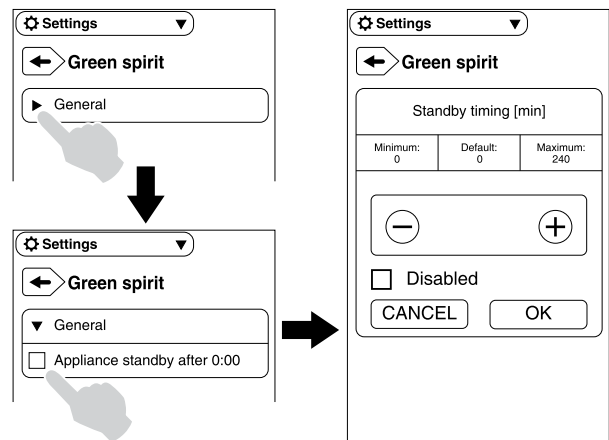 Settings
Green spirit
General
Settings
Green spirit
General
Appliance standby after 0:00
Settings
Green spirit
Standby timing [min]
Minimum: Default: Maximum:
0 0 240
Disabled
CANCEL OK